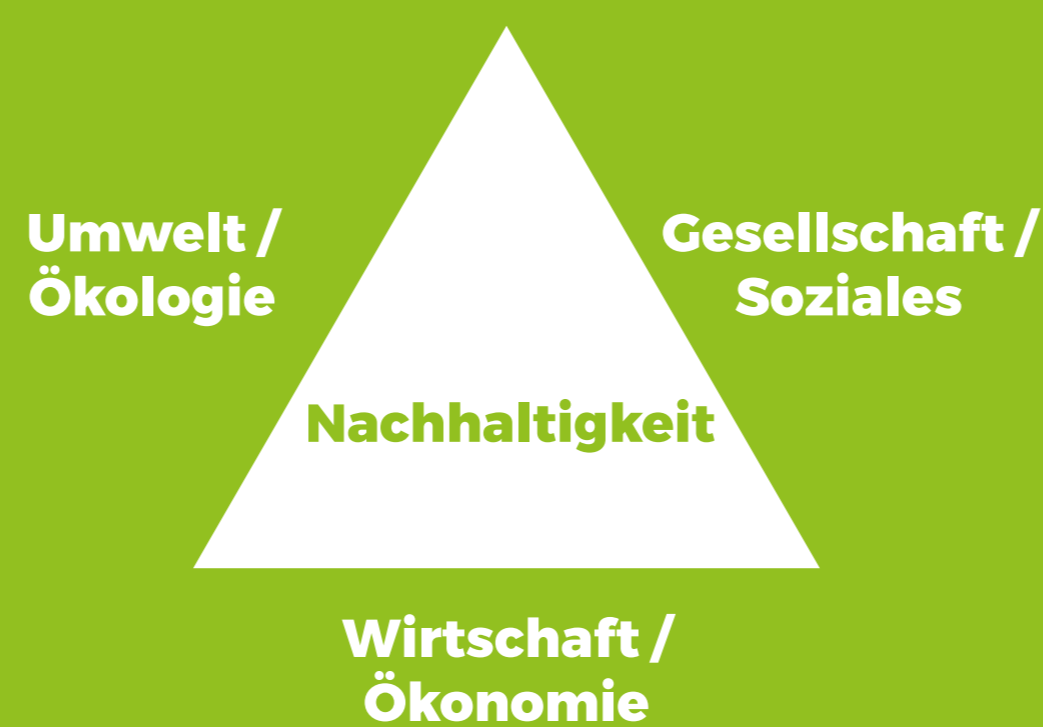 Umwelt /
Ökologie
Gesellschaft /
Soziales
Nachhaltigkeit
Wirtschaft /
Ökonomie